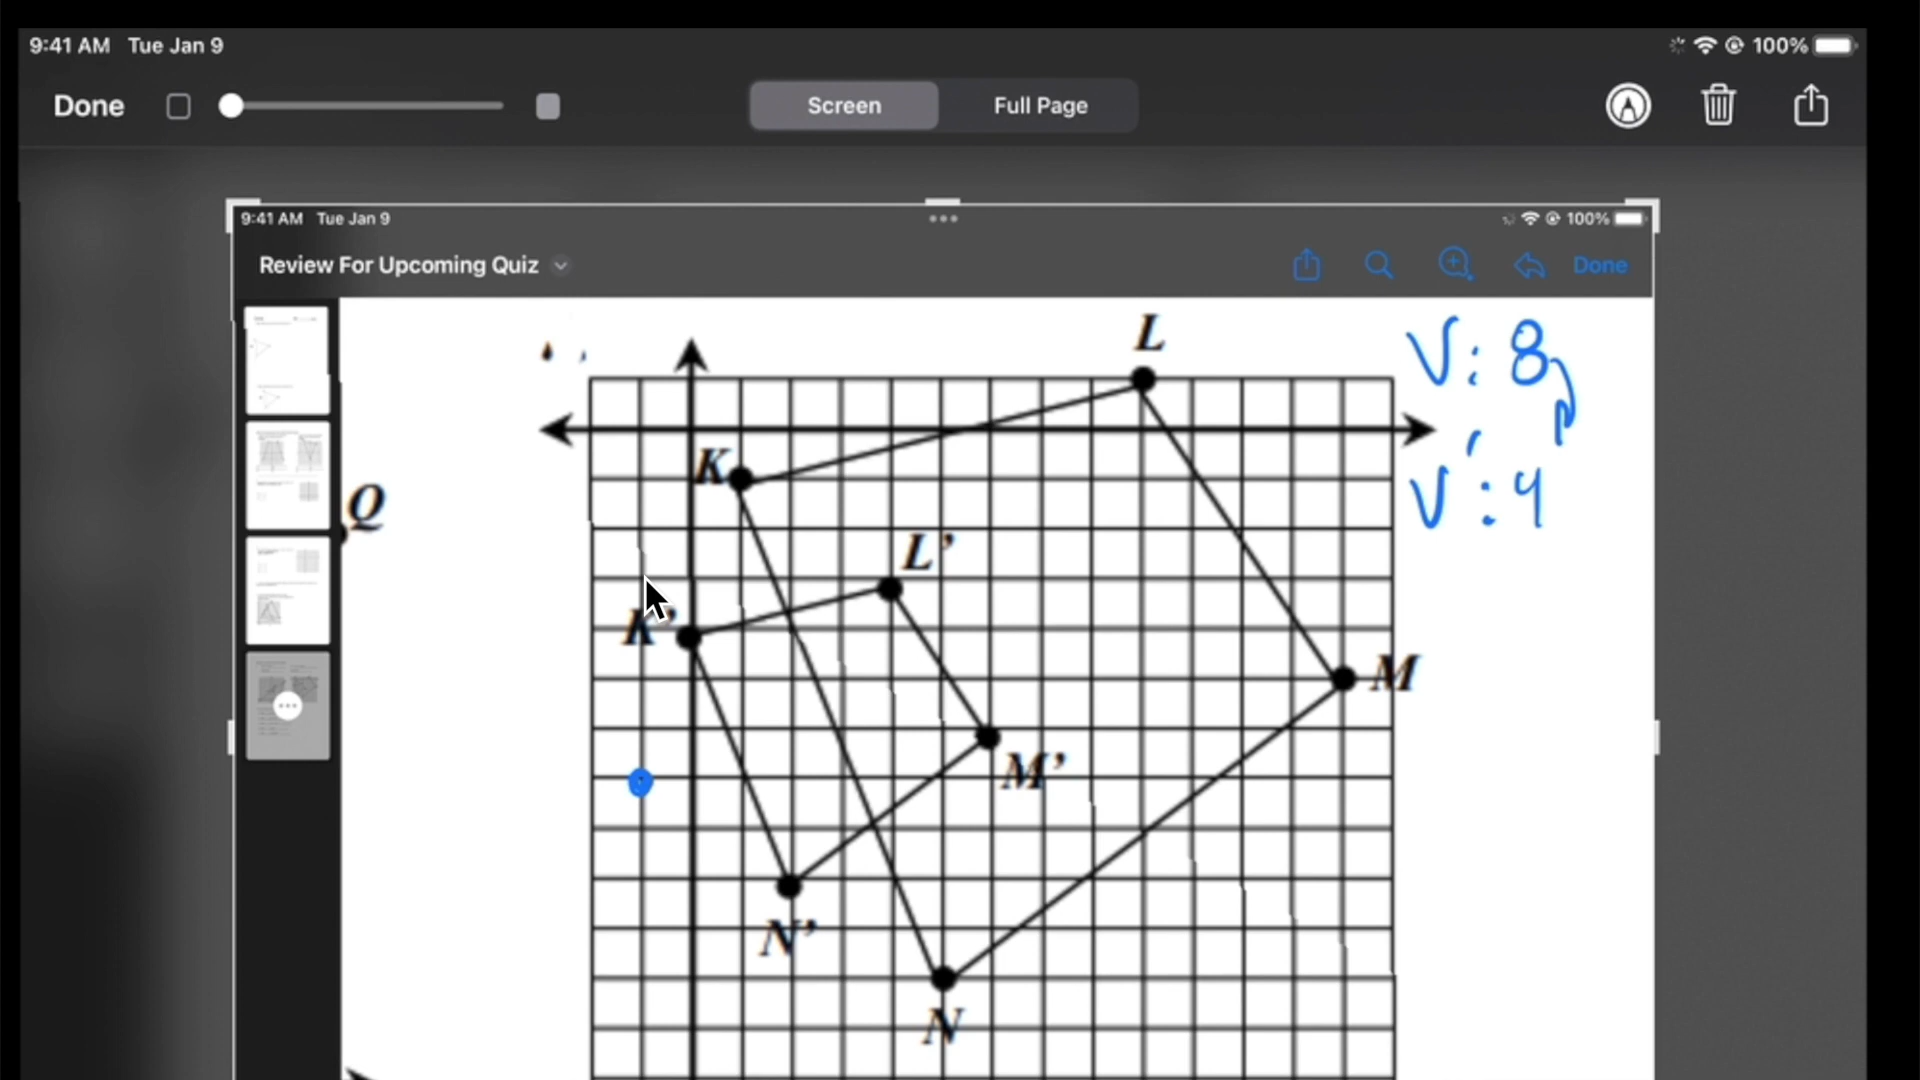 9:41 AM Tue Jan 9
100%
Done
Screen
Full Page
9:41 AM Tue Jan 9
100%
Review For Upcoming Quiz
Done
L
V: 8
K
Q
L’
V': 4
K’
M
M’
N’
N